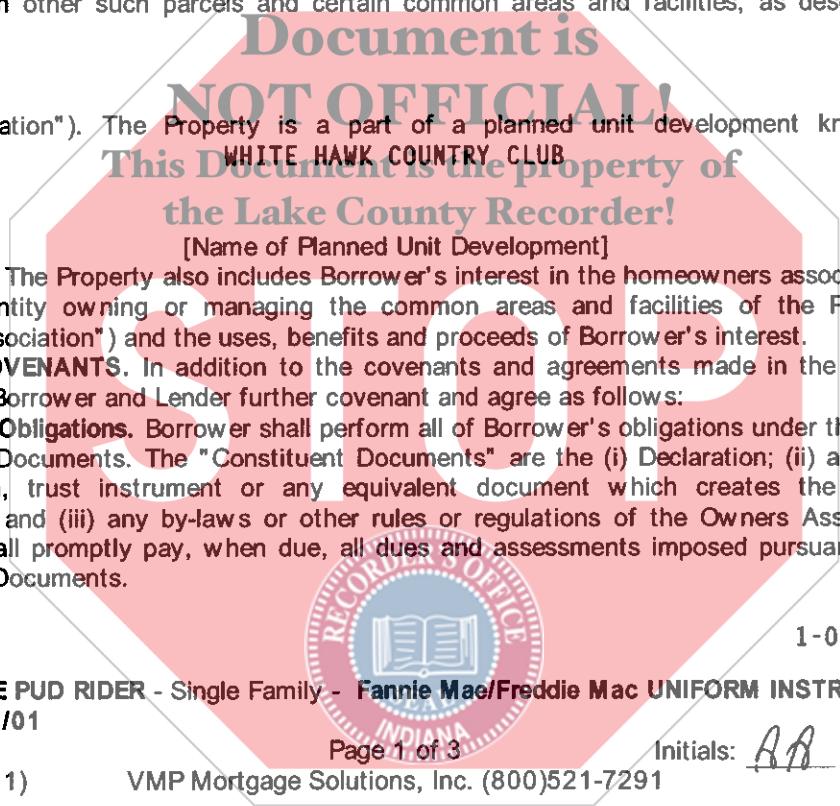 other such parcels and certain common areas and facilities, as
Document is
NOT OFFICIAL!
ation"). The Property is a part of a planned unit development
WHITE HAWK COUNTRY CLUB
This Document is the property of
the Lake County Recorder!
[Name of Planned Unit Development]
The Property also includes Borrower's interest in the homeowners assoc
ntity owning or managing the common areas and facilities of the
sociation") and the uses, benefits and proceeds of Borrower's interest.
VENANTS. In addition to the covenants and agreements made in the
Borrower and Lender further covenant and agree as follows:
Obligations. Borrower shall perform all of Borrower's obligations under
Documents. The "Constituent Documents" are the (i) Declaration; (ii)
, trust instrument or any equivalent document which creates the
and (iii) any by-laws or other rules or regulations of the Owners Ass
all promptly pay, when due, all dues and assessments imposed pursua
Documents.
STOP
RECORDER'S OFFICE
SEAL
INDIANA
1-0
E PUD RIDER - Single Family - Fannie Mae/Freddie Mac UNIFORM INSTR
/01
Page 1 of 3
Initials: AA
1)
VMP Mortgage Solutions, Inc. (800)521-7291